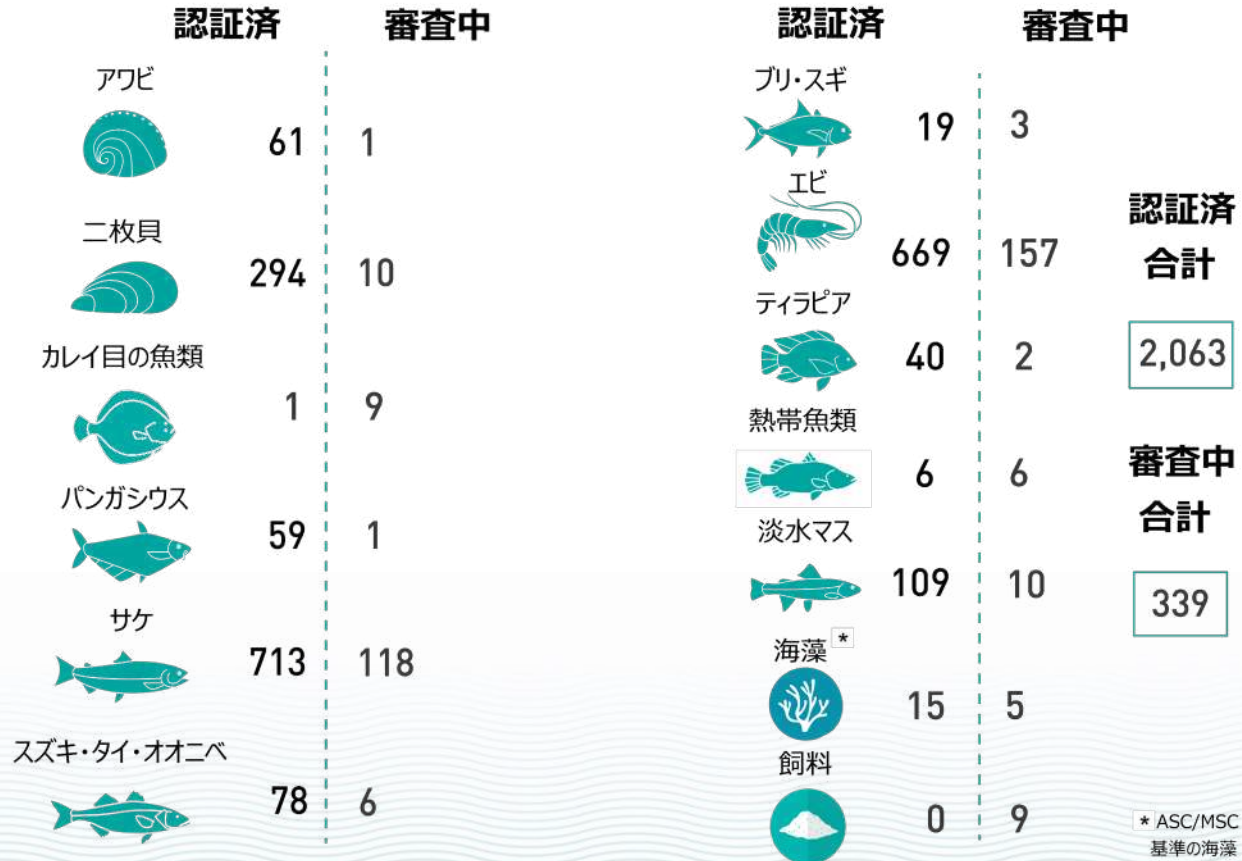 認証済 審査中
アワビ
61 1
二枚貝
294 10
カレイ目の魚類
1 9
パンガシウス
59 1
サケ
713 118
スズキ・タイ・オオニベ
78 6
認証済 審査中
ブリ・スギ
19 3
エビ
669 157
ティラピア
40 2
熱帯魚類
6 6
淡水マス
109 10
海藻 *
15 5
飼料
0 9
認証済
合計
2,063
審査中
合計
339
* ASC/MSC
基準の海藻